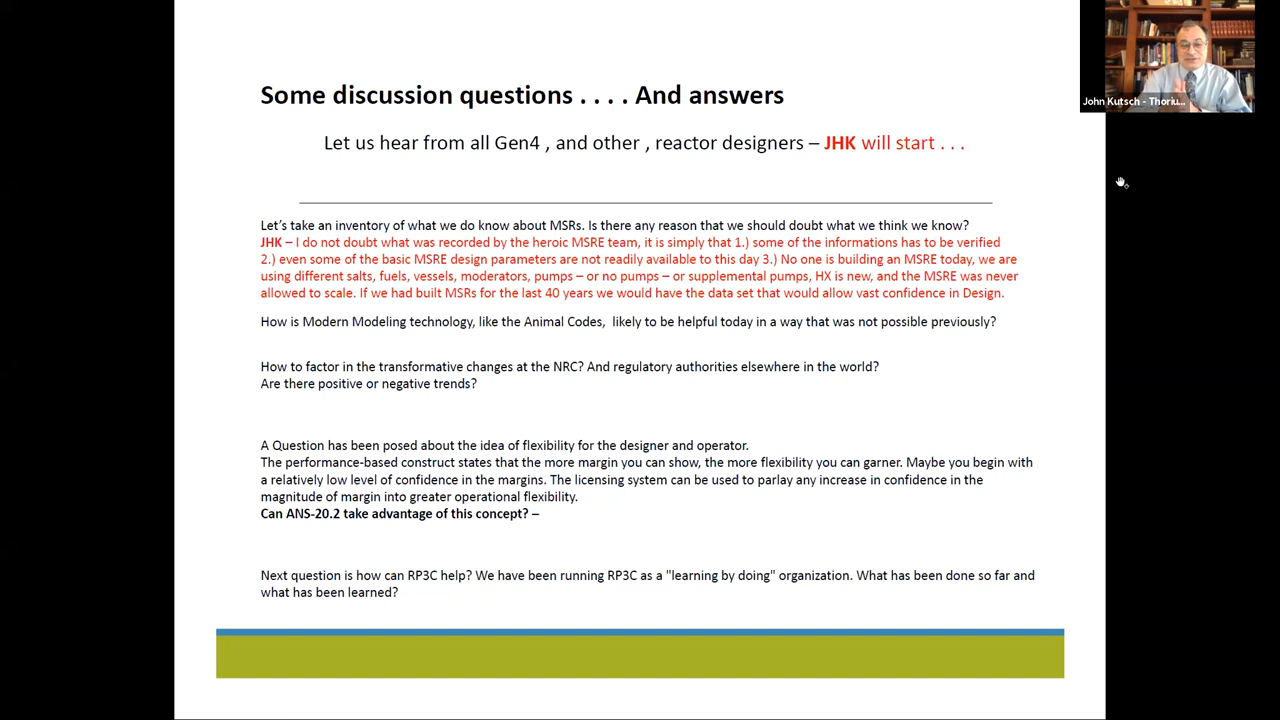 Some discussion questions . . . . And answers
Let us hear from all Gen4 , and other , reactor designers – JHK will start . . .
Let's take an inventory of what we do know about MSRs. Is there any reason that we should doubt what we think we know?
JHK – I do not doubt what was recorded by the heroic MSRE team, it is simply that 1.) some of the informations has to be verified
2.) even some of the basic MSRE design parameters are not readily available to this day 3.) No one is building an MSRE today, we are
using different salts, fuels, vessels, moderators, pumps – or no pumps – or supplemental pumps, HX is new, and the MSRE was never
allowed to scale. If we had built MSRs for the last 40 years we would have the data set that would allow vast confidence in Design.
How is Modern Modeling technology, like the Animal Codes,  likely to be helpful today in a way that was not possible previously?
How to factor in the transformative changes at the NRC? And regulatory authorities elsewhere in the world?
Are there positive or negative trends?
A Question has been posed about the idea of flexibility for the designer and operator.
The performance-based construct states that the more margin you can show, the more flexibility you can garner. Maybe you begin with
a relatively low level of confidence in the margins. The licensing system can be used to parlay any increase in confidence in the
magnitude of margin into greater operational flexibility.
Can ANS-20.2 take advantage of this concept? –
Next question is how can RP3C help? We have been running RP3C as a "learning by doing" organization. What has been done so far and
what has been learned?
John Kutsch - Thoriu...